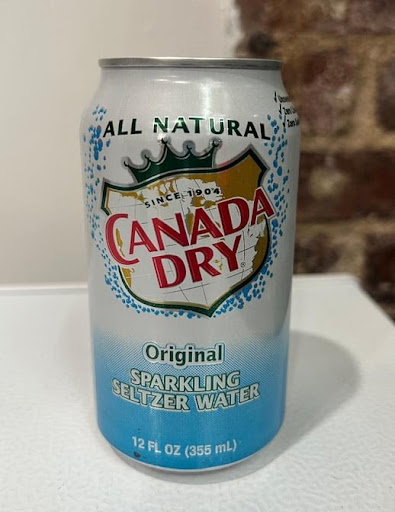 ALL NATURAL
SINCE 1904
CANADA
DRY
Original
SPARKLING
SELTZER WATER
12 FL OZ (355 mL)